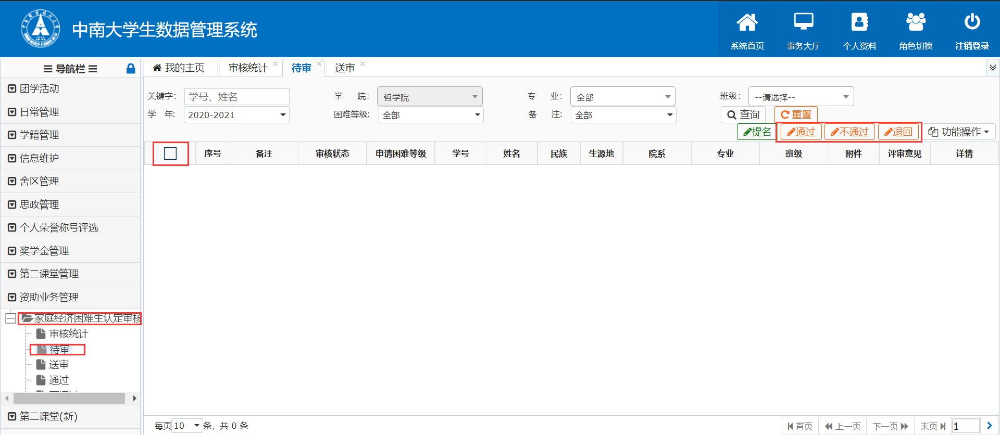 中南大学生数据管理系统
系统首页 事务大厅 个人资料 角色切换 注销登录
导航栏
我的主页 审核统计 待审 送审
团学活动
日常管理
学籍管理
信息维护
舍区管理
思政管理
个人荣誉称号评选
奖学金管理
第二课堂管理
资助业务管理
家庭经济困难生认定审核
审核统计
待审
送审
通过
第二课堂(新)
关键字： 学号、姓名 学 院： 哲学院 专 业： 全部 班级： --请选择--
学 年： 2020-2021 困难等级: 全部 备 注: 全部 查询 重置
提名 通过 不通过 退回 功能操作
序号 备注 审核状态 申请困难等级 学号 姓名 民族 生源地 院系 专业 班级 附件 评审意见 详情
每页 10 条，共 0 条 首页 上一页 下一页 末页 1